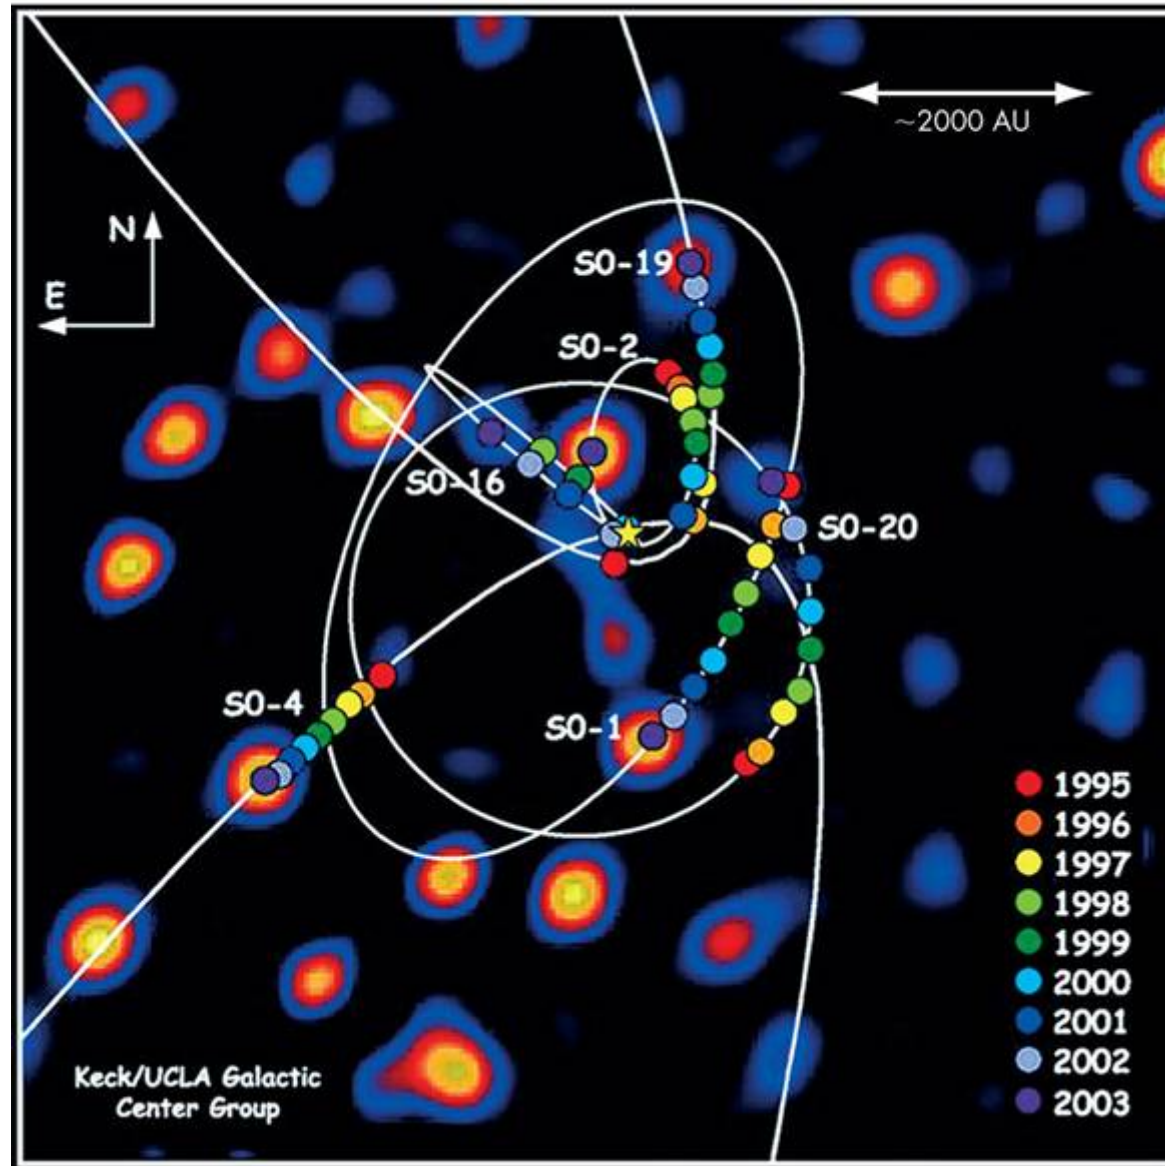 ~2000 AU
N
E
S0-19
S0-2
S0-16
S0-20
S0-4
S0-1
1995
1996
1997
1998
1999
2000
2001
2002
2003
Keck/UCLA Galactic
Center Group